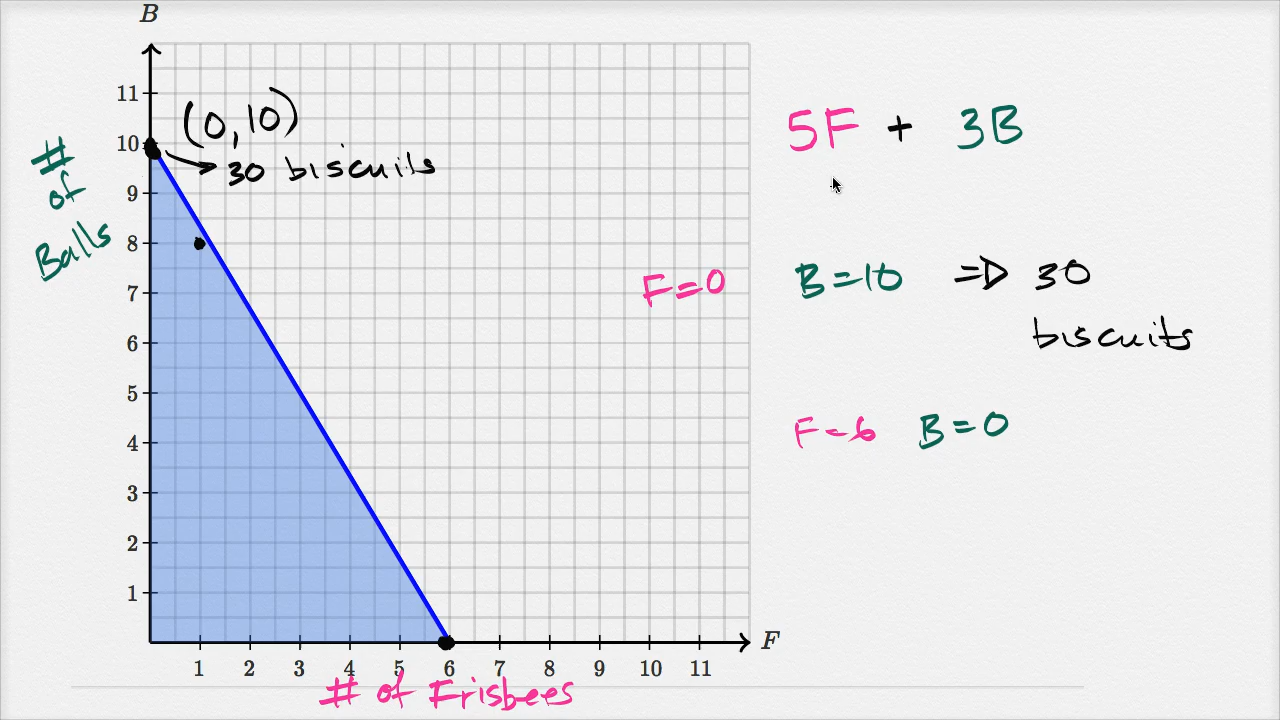 B
11
10
9
8
7
6
5
4
3
2
1
(0,10)
30 biscuits
# of Balls
F=0
1 2 3 4 5 6 7 8 9 10 11
F
# of Frisbees
5F + 3B
B=10 => 30
biscuits
F=6 B=0